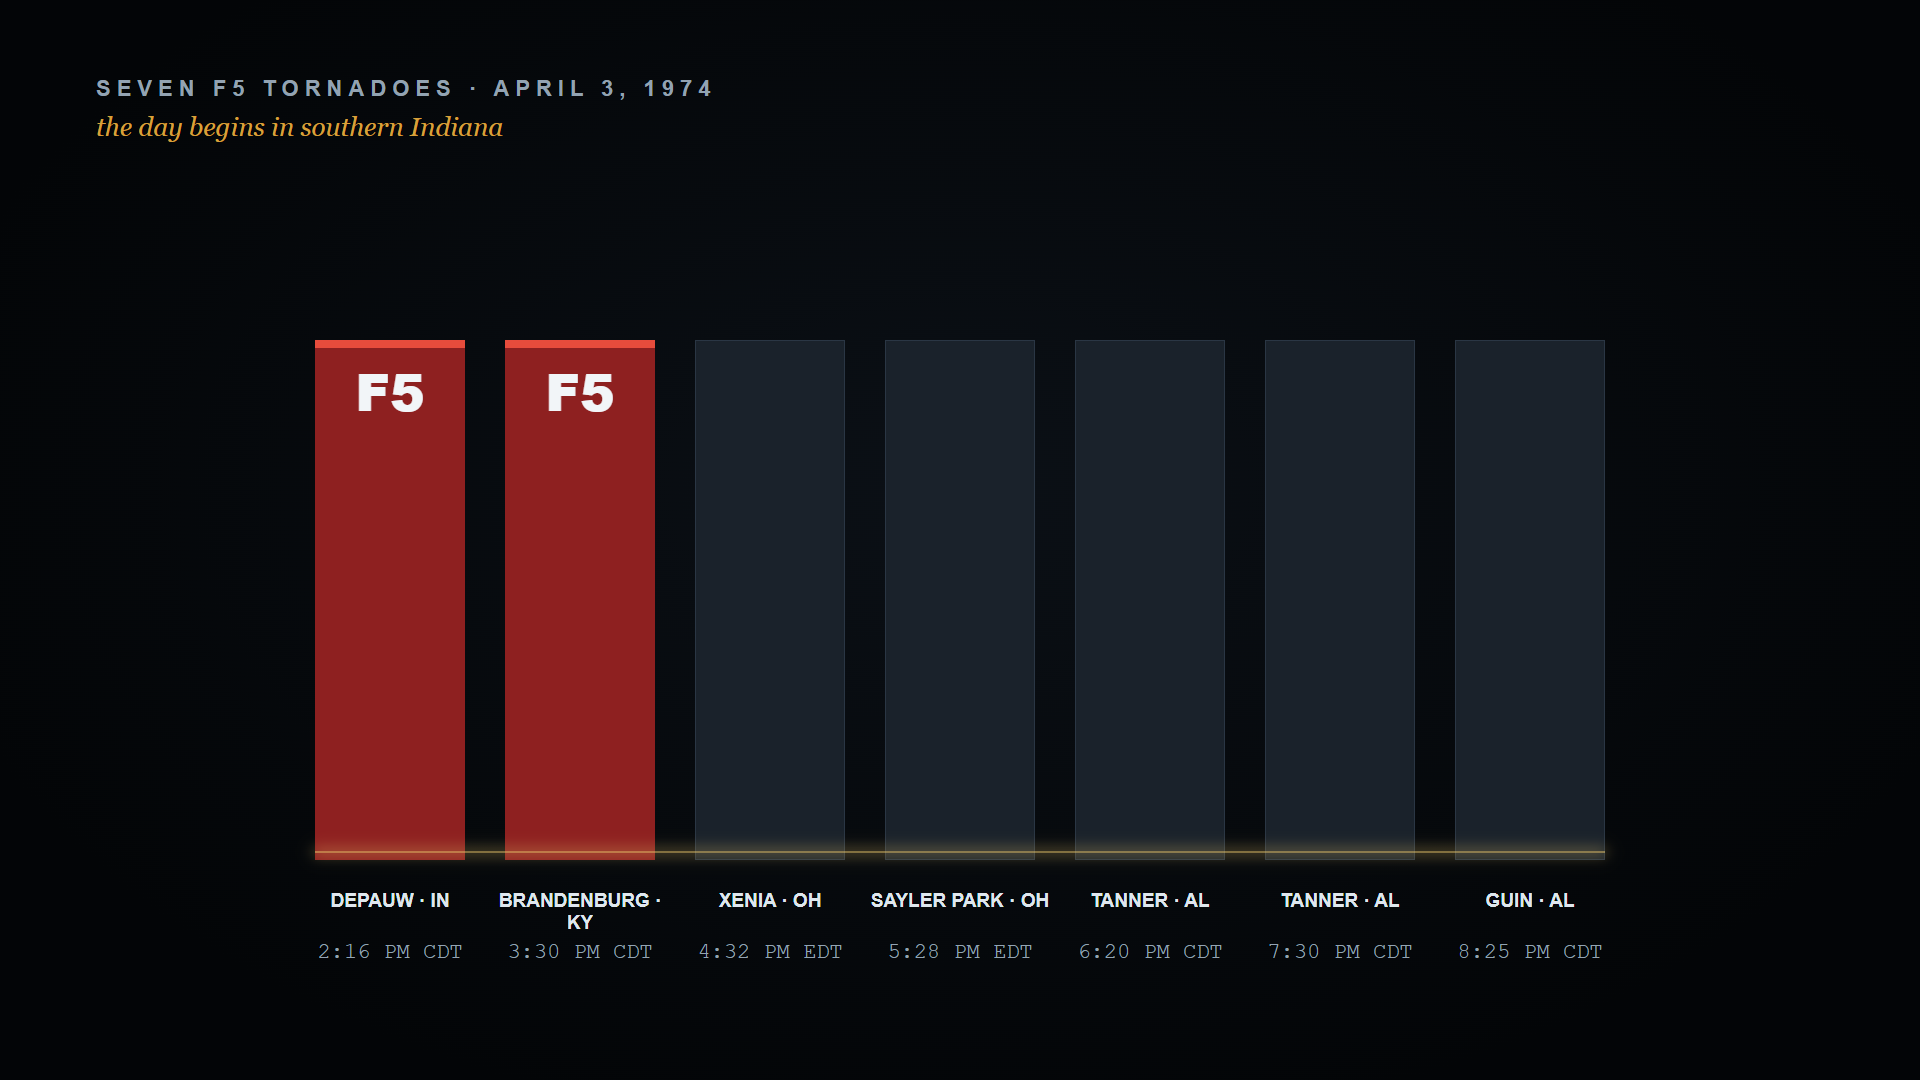 SEVEN F5 TORNADOES · APRIL 3, 1974
the day begins in southern Indiana
F5
F5
DEPAUW · IN
2:16 PM CDT
BRANDENBURG ·
KY
3:30 PM CDT
XENIA · OH
4:32 PM EDT
SAYLER PARK · OH
5:28 PM EDT
TANNER · AL
6:20 PM CDT
TANNER · AL
7:30 PM CDT
GUIN · AL
8:25 PM CDT